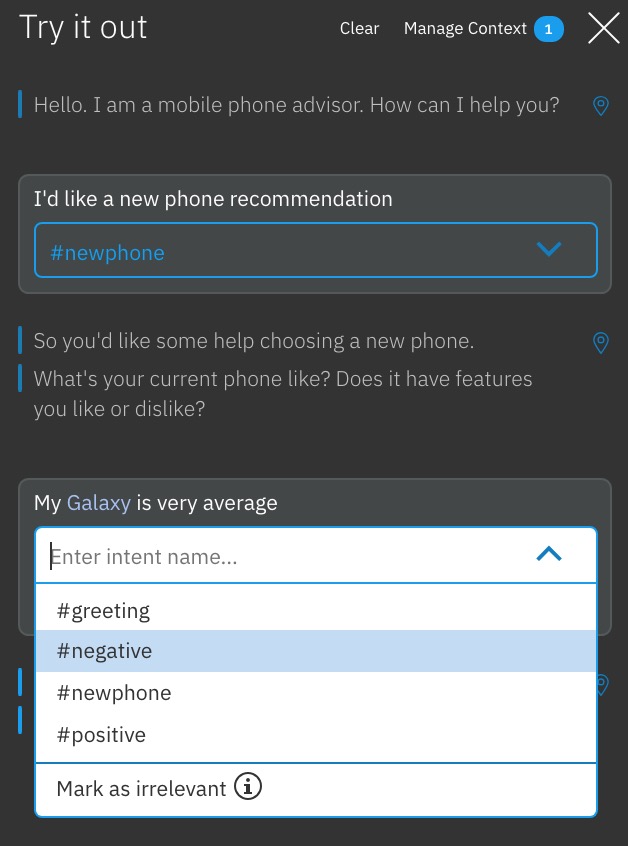 Try it out
Clear
Manage Context
1
Hello. I am a mobile phone advisor. How can I help you?
I'd like a new phone recommendation
#newphone
So you'd like some help choosing a new phone.
What's your current phone like? Does it have features
you like or dislike?
My Galaxy is very average
Enter intent name...
#greeting
#negative
#newphone
#positive
Mark as irrelevant